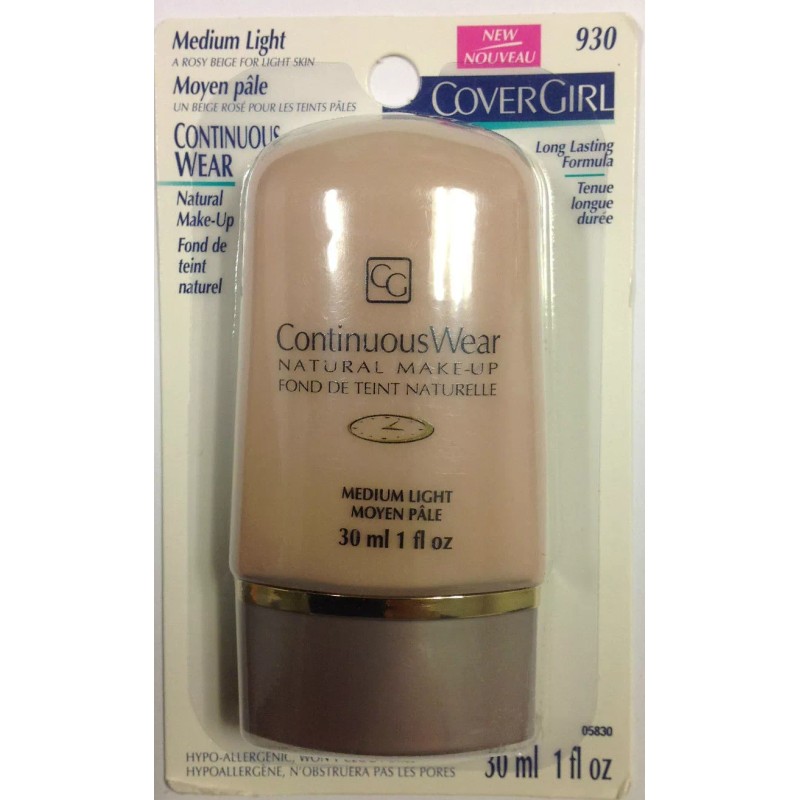 Medium Light
A ROSY BEIGE FOR LIGHT SKIN
Moyen pâle
UN BEIGE ROSÉ POUR LES TEINTS PÂLES
CONTINUOUS
WEAR
Natural
Make-Up
Fond de
teint
naturel
NEW
NOUVEAU
930
COVERGIRL
Long Lasting
Formula
Tenue
longue
durée
CG
ContinuousWear
NATURAL MAKE-UP
FOND DE TEINT NATURELLE
MEDIUM LIGHT
MOYEN PÂLE
30 ml 1 fl oz
05830
HYPO-ALLERGENIC,
HYPOALLERGÈNE, N'OBSTRUERA PAS LES PORES
30 ml 1 fl oz